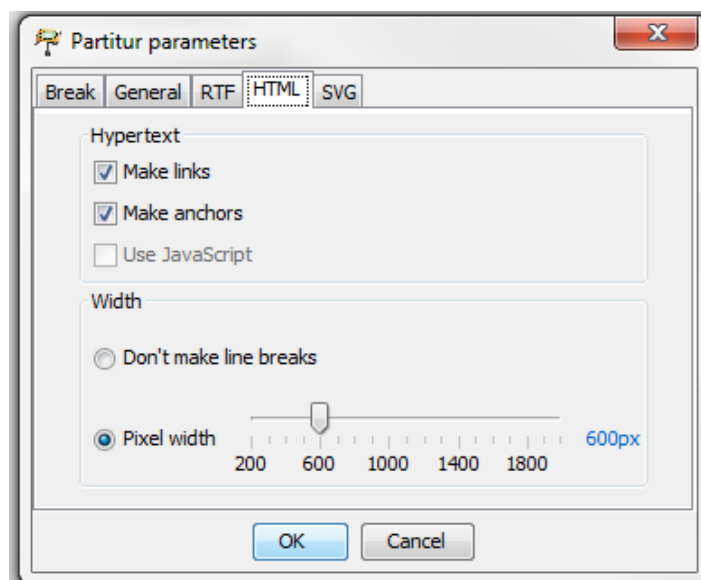 Partitur parameters
Break General RTF HTML SVG
Hypertext
Make links
Make anchors
Use JavaScript
Width
Don't make line breaks
Pixel width 600px
200 600 1000 1400 1800
OK Cancel